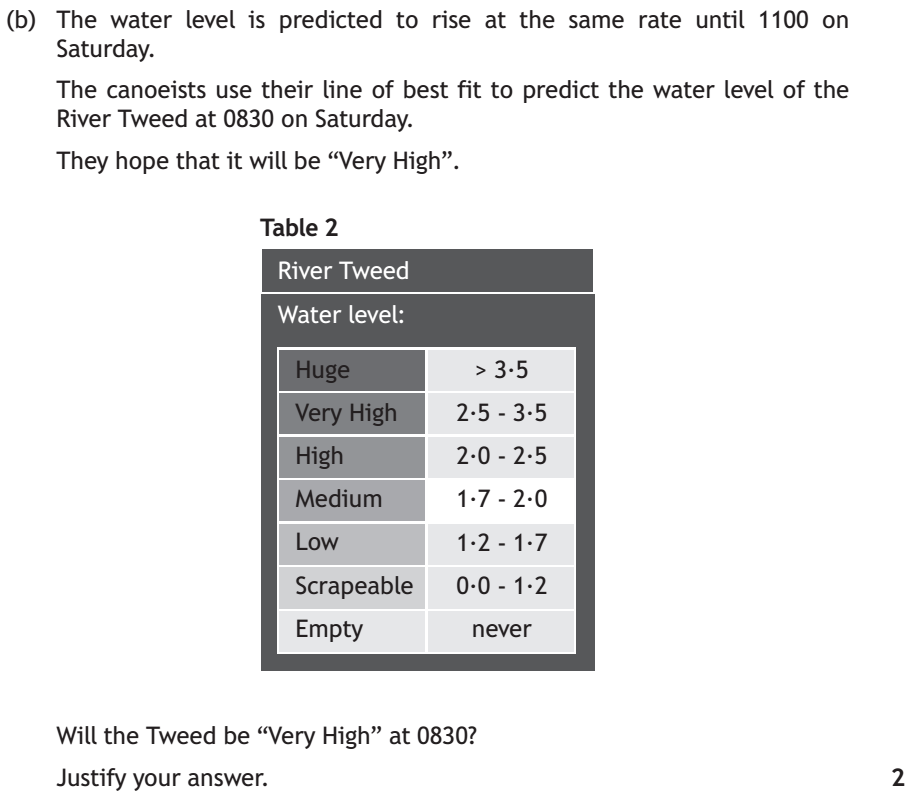 (b) The water level is predicted to rise at the same rate until 1100 on
Saturday.
The canoeists use their line of best fit to predict the water level of the
River Tweed at 0830 on Saturday.
They hope that it will be “Very High”.
Table 2
River Tweed
Water level:
Huge > 3·5
Very High 2·5 - 3·5
High 2·0 - 2·5
Medium 1·7 - 2·0
Low 1·2 - 1·7
Scrapeable 0·0 - 1·2
Empty never
Will the Tweed be “Very High” at 0830?
Justify your answer. 2